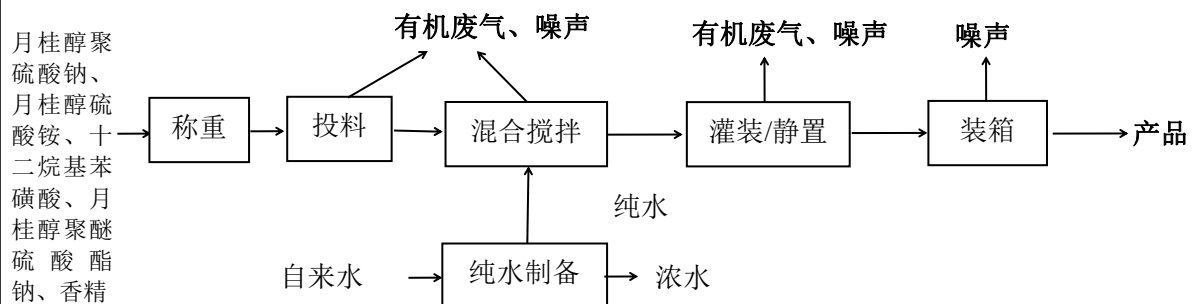 月桂醇聚
硫酸钠、
月桂醇硫
酸铵、十
二烷基苯
磺酸、月
桂醇聚醚
硫酸酯
钠、香精
称重
投料
有机废气、噪声
混合搅拌
有机废气、噪声
灌装/静置
噪声
装箱
产品
纯水
自来水
纯水制备
浓水